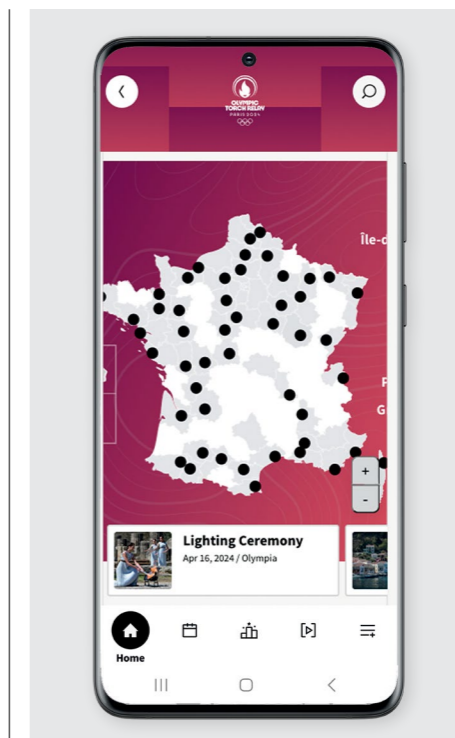 OLYMPIC
TORCH RELAY
PARIS 2024
Île-d
P
G
+
-
Lighting Ceremony
Apr 16, 2024 / Olympia
Home